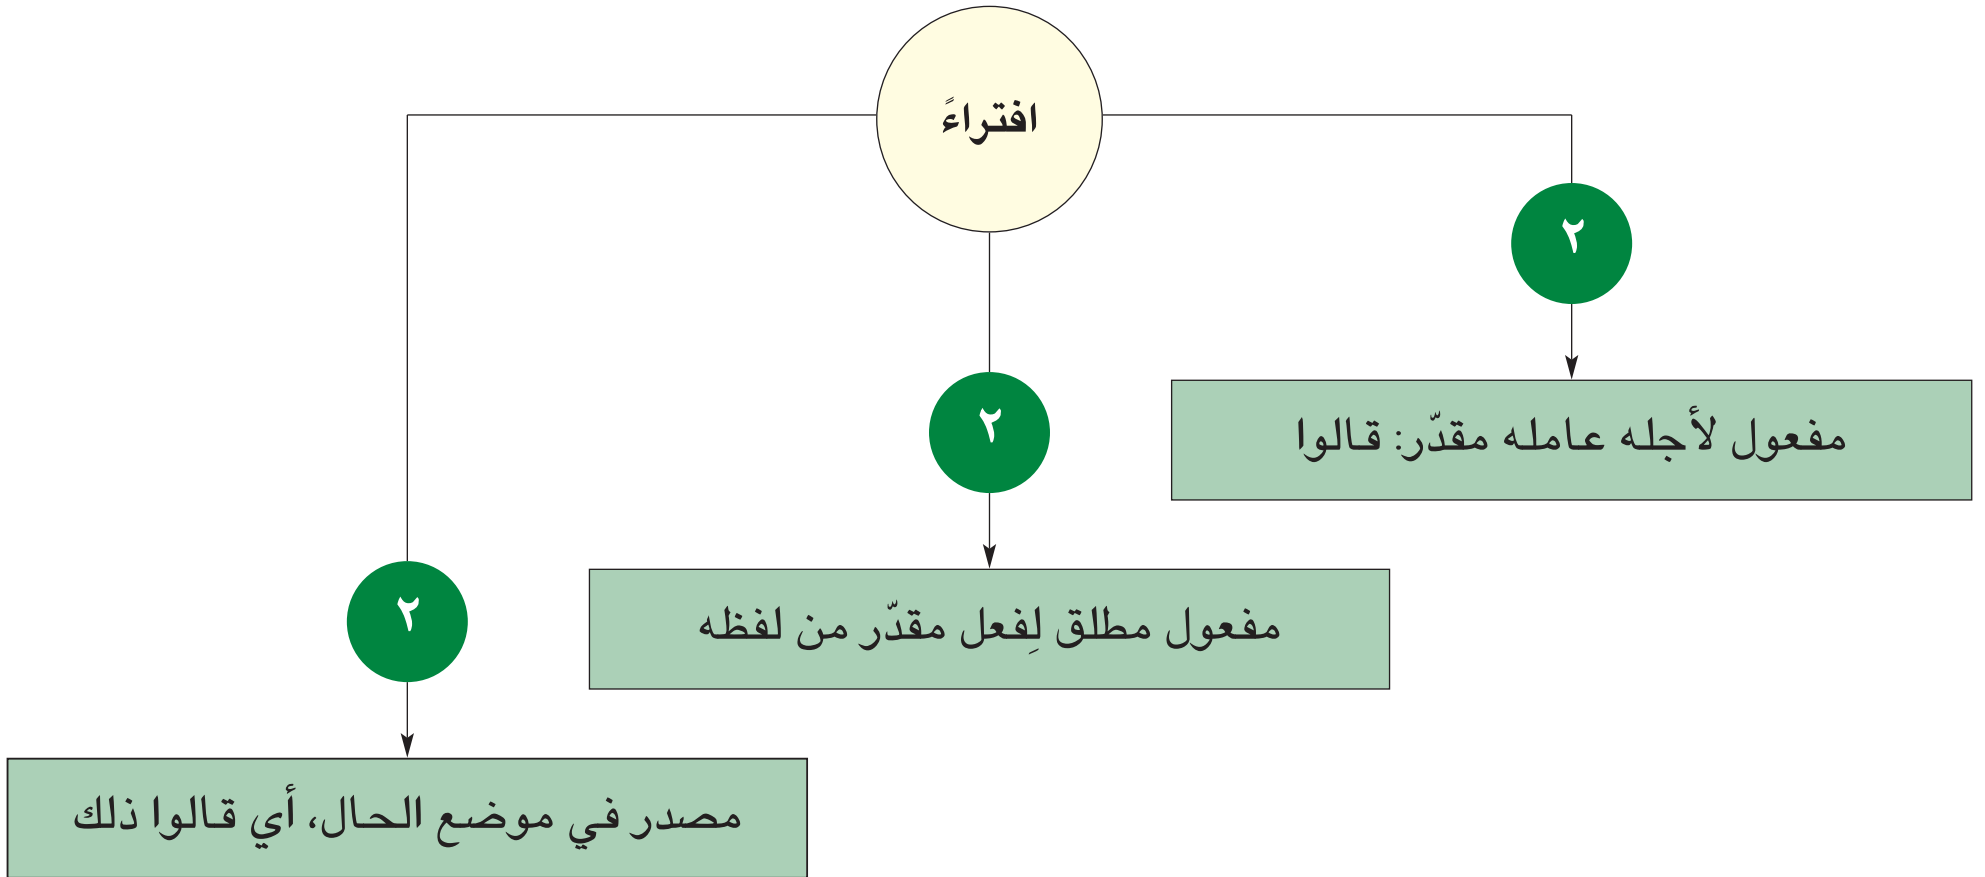 افتراءً
٢
مفعول لأجله عامله مقدّر: قالوا
٢
مفعول مطلق لِفعل مقدّر من لفظه
٢
مصدر في موضع الحال، أي قالوا ذلك